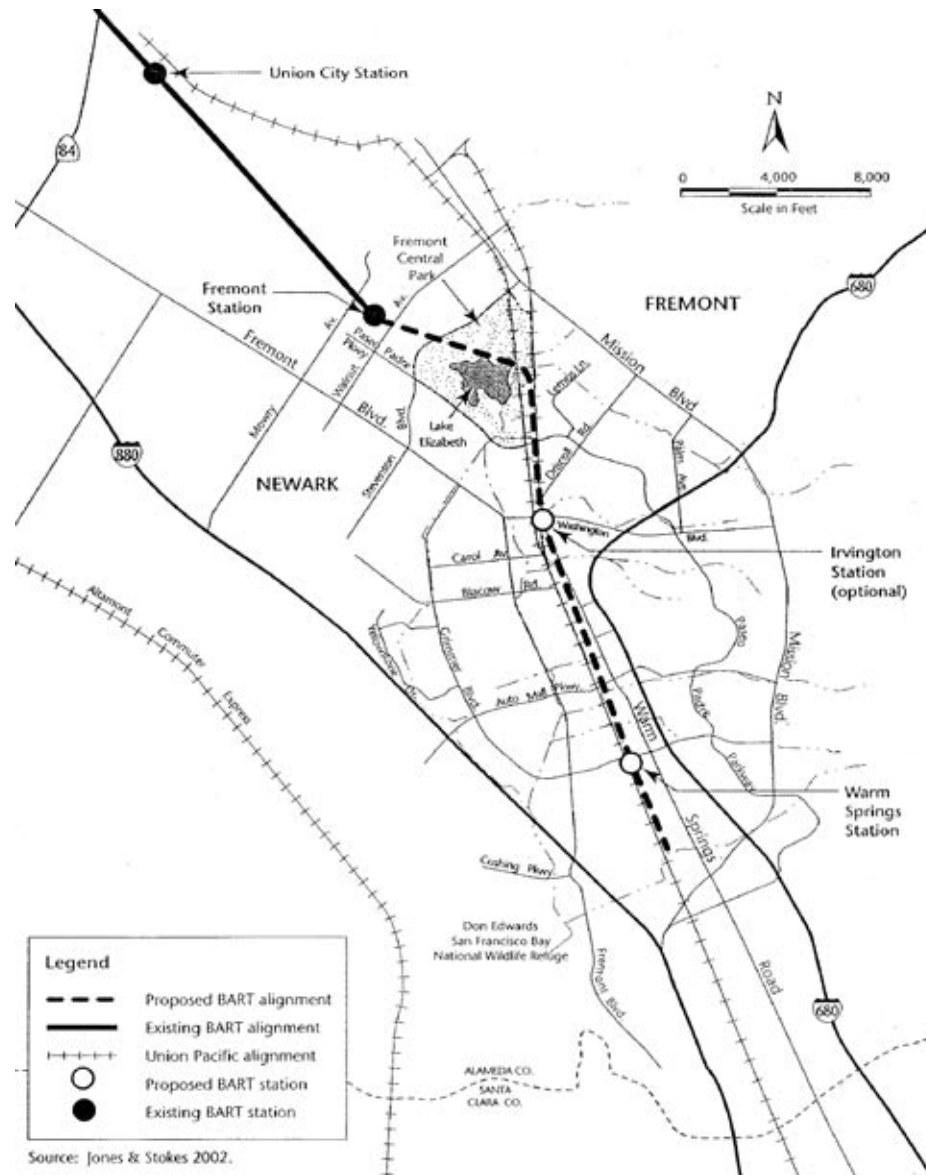 Union City Station
84
N
0 4,000 8,000
Scale in Feet
Fremont
Central
Park
680
Fremont
Station
FREMONT
Av.
Av.
Mission
Blvd
Fremont
Blvd.
Paseo Padre
Pkwy
Walnut
Mowry
Blvd.
Stevenson
Lake
Elizabeth
Driscoll
Rd
Palm Ave
880
NEWARK
Washington
Blvd.
Carol Av.
Blacow Rd
Irvington
Station
(optional)
Altamont
Commuter
Express
Grimmer
Blvd.
Paseo
Padre
Parkway
Mission
Blvd.
Auto Mall Pkwy
Warm
Springs
Road
Warm
Springs
Station
Cushing Pkwy
Don Edwards
San Francisco Bay
National Wildlife Refuge
Fremont Blvd
680
ALAMEDA CO.
SANTA
CLARA CO.
Legend
Proposed BART alignment
Existing BART alignment
Union Pacific alignment
Proposed BART station
Existing BART station
Source: Jones & Stokes 2002.